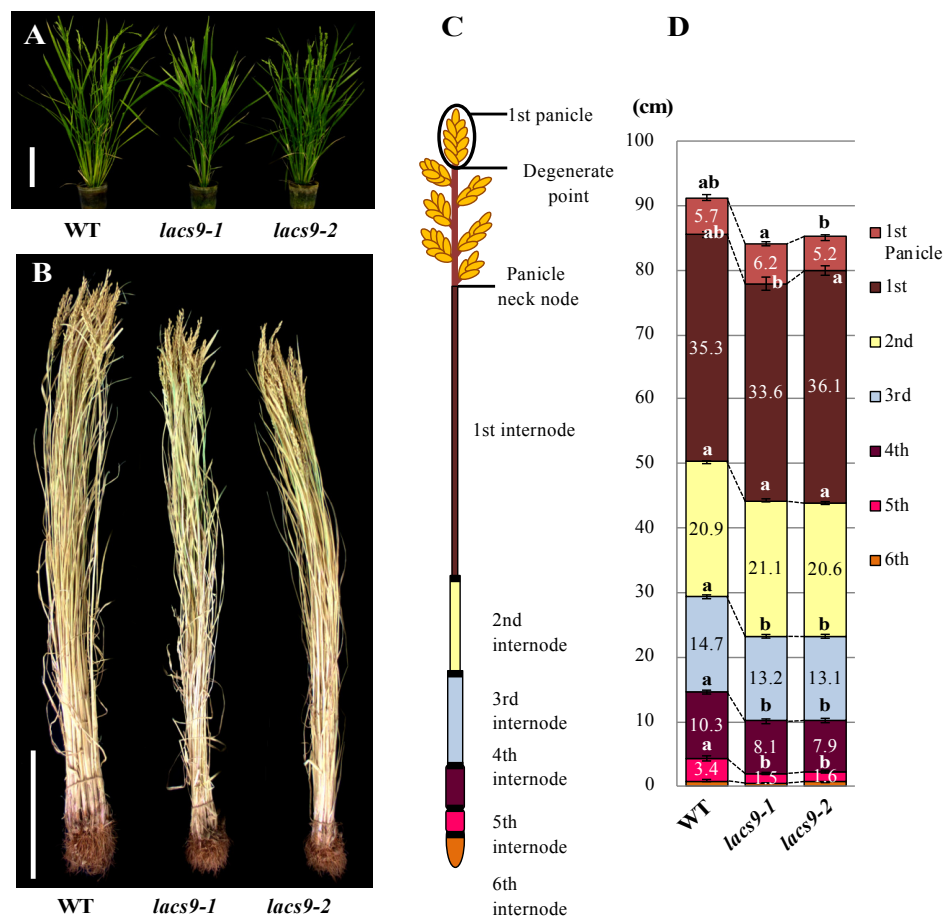 A
WT
lacs9-1
lacs9-2
B
WT
lacs9-1
lacs9-2
C
1st panicle
Degenerate
point
Panicle
neck node
1st internode
2nd
internode
3rd
internode
4th
internode
5th
internode
6th
internode
D
(cm)
100
90
80
70
60
50
40
30
20
10
0
ab
5.7
ab
35.3
a
20.9
a
14.7
a
10.3
a
3.4
WT
a
6.2
b
33.6
a
21.1
b
13.2
b
8.1
b
1.5
lacs9-1
b
5.2
a
36.1
a
20.6
b
13.1
b
7.9
b
1.6
lacs9-2
1st
Panicle
1st
2nd
3rd
4th
5th
6th